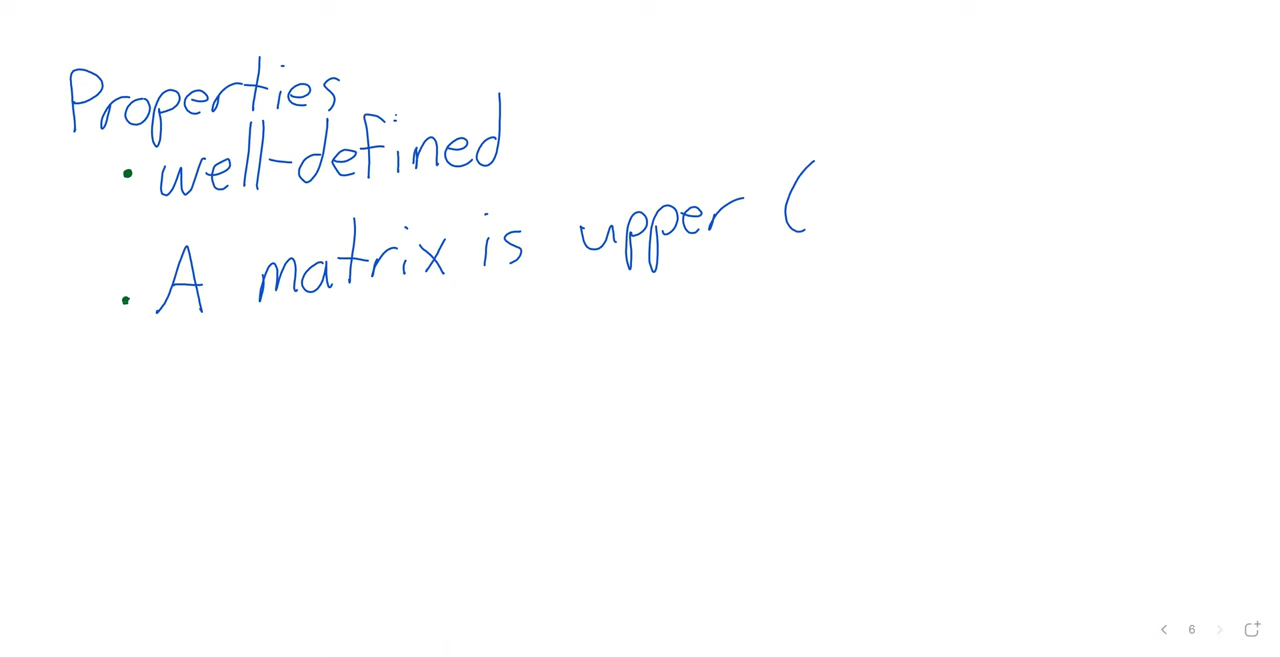 Properties
• well-defined
• A matrix is upper (
6